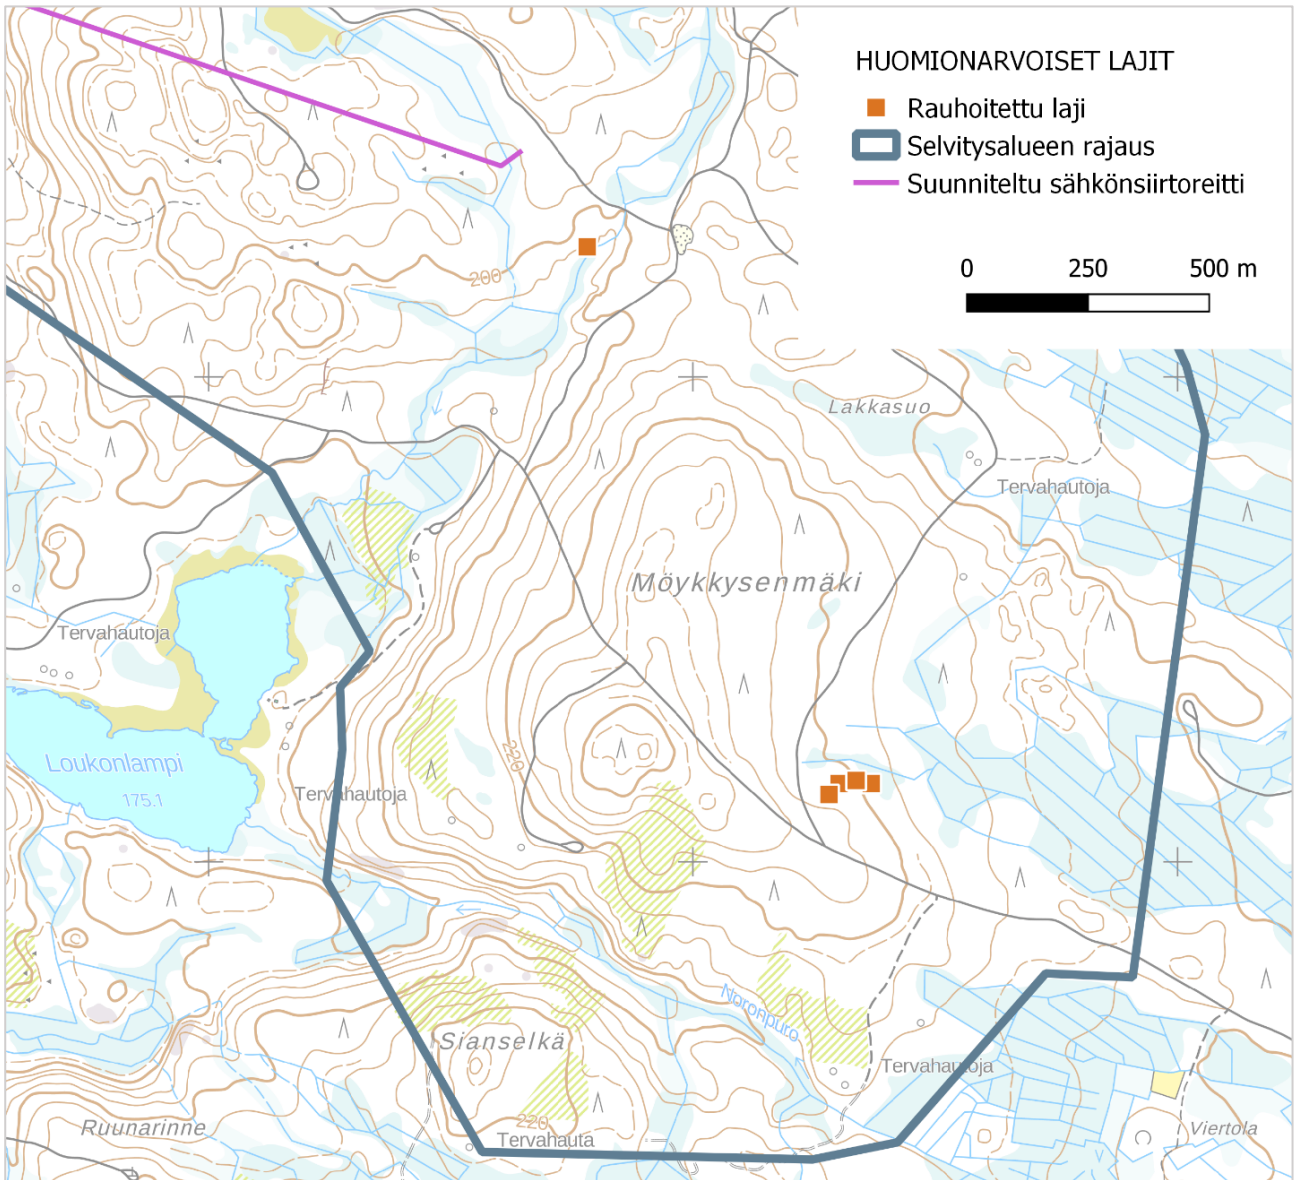 HUOMIONARVOISET LAJIT
Rauhoitettu laji
Selvitysalueen rajaus
Suunniteltu sähkönsiirtoreitti
0 250 500 m
200
Lakkasuo
Tervahautoja
Möykkysenmäki
Tervahautoja
220
Loukonlampi
175.1
Tervahautoja
Noronpuro
Sianselkä
Tervahautoja
220
Ruunarinne
Tervahauta
Viertola